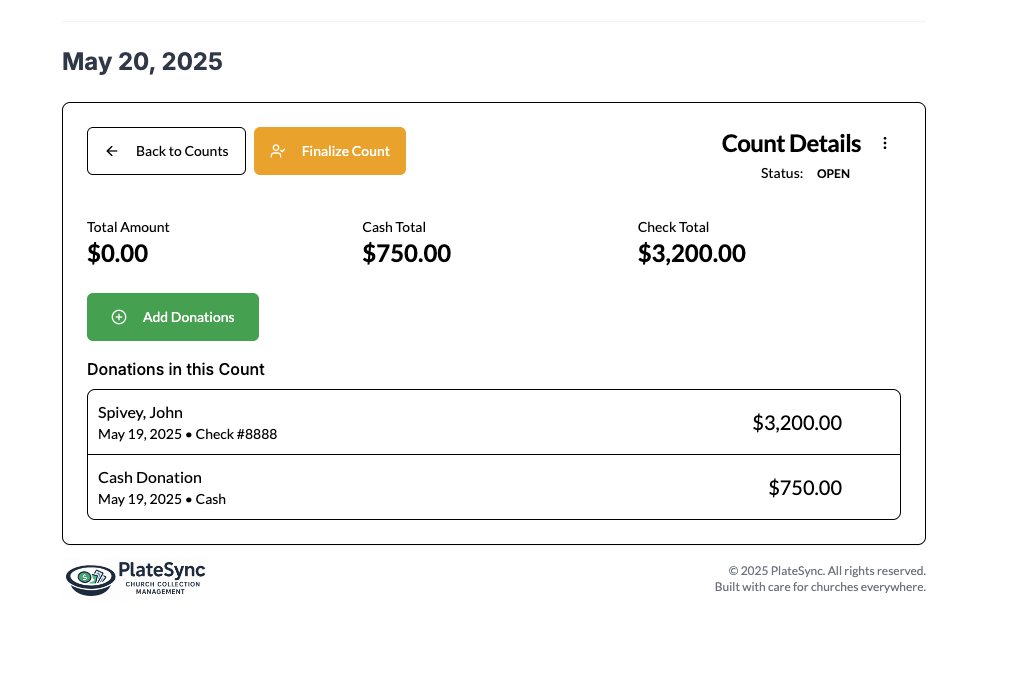 May 20, 2025
Back to Counts
Finalize Count
Count Details
Status: OPEN
Total Amount
$0.00
Cash Total
$750.00
Check Total
$3,200.00
Add Donations
Donations in this Count
Spivey, John
May 19, 2025 • Check #8888
$3,200.00
Cash Donation
May 19, 2025 • Cash
$750.00
PlateSync
CHURCH COLLECTION
MANAGEMENT
© 2025 PlateSync. All rights reserved.
Built with care for churches everywhere.